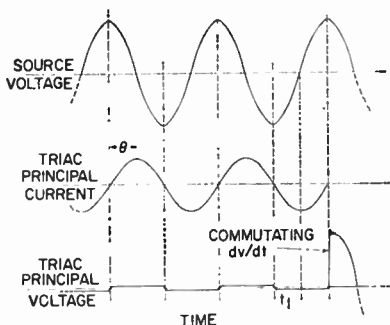 SOURCE
VOLTAGE
θ
TRIAC
PRINCIPAL
CURRENT
COMMUTATING
dv/dt
TRIAC
PRINCIPAL
VOLTAGE
t₁
TIME